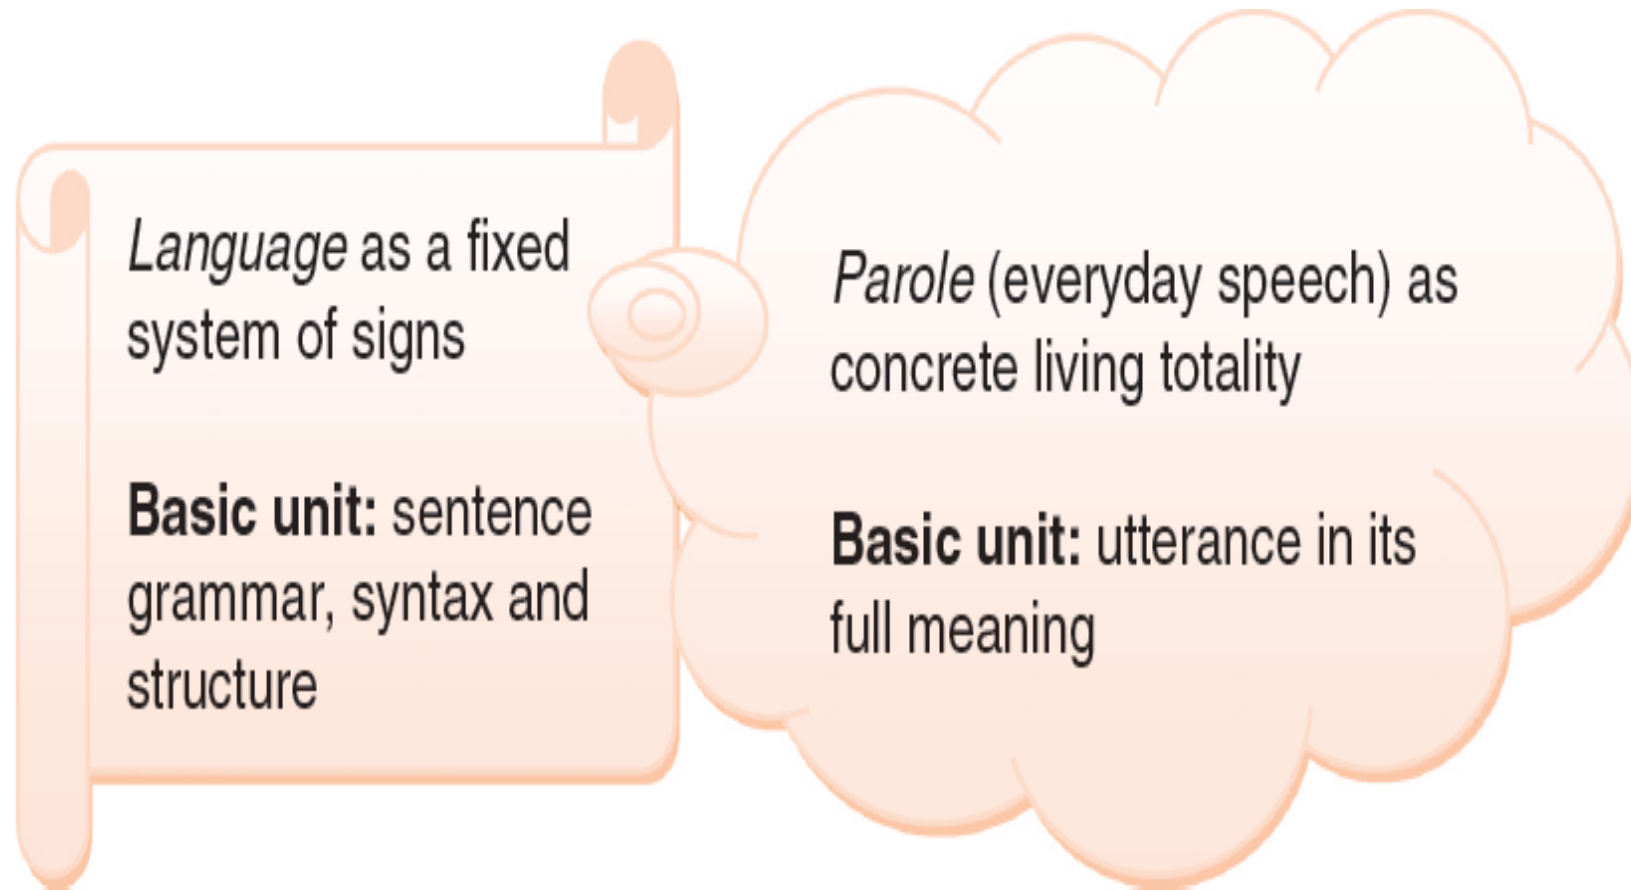 Language as a fixed
system of signs
Basic unit: sentence
grammar, syntax and
structure
Parole (everyday speech) as
concrete living totality
Basic unit: utterance in its
full meaning